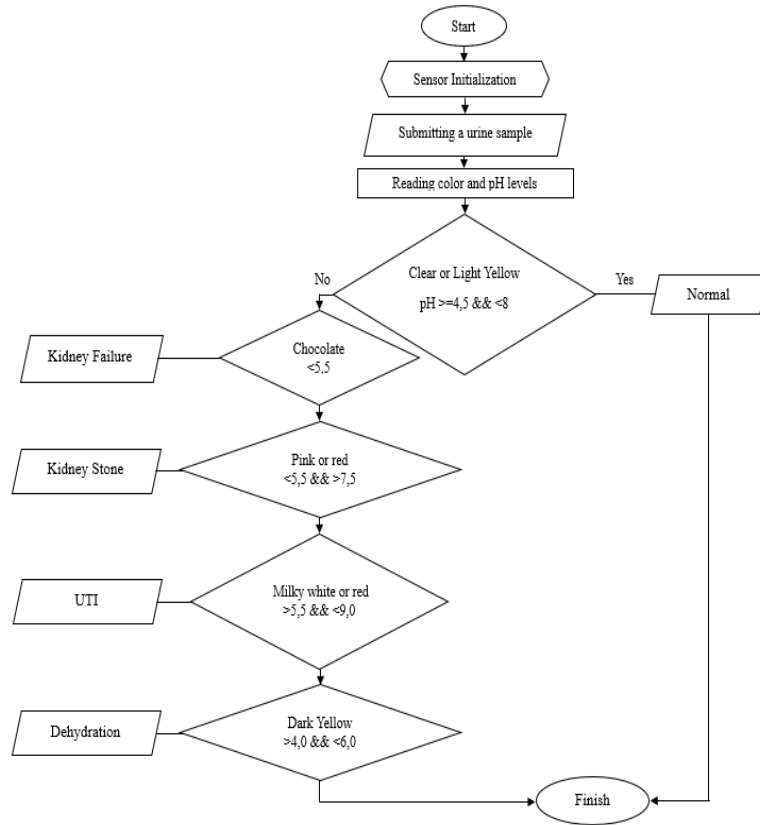 Start
Sensor Initialization
Submitting a urine sample
Reading color and pH levels
Clear or Light Yellow
pH >=4,5 && <8
No
Yes
Normal
Chocolate
<5,5
Kidney Failure
Pink or red
<5,5 && >7,5
Kidney Stone
Milky white or red
>5,5 && <9,0
UTI
Dark Yellow
>4,0 && <6,0
Dehydration
Finish